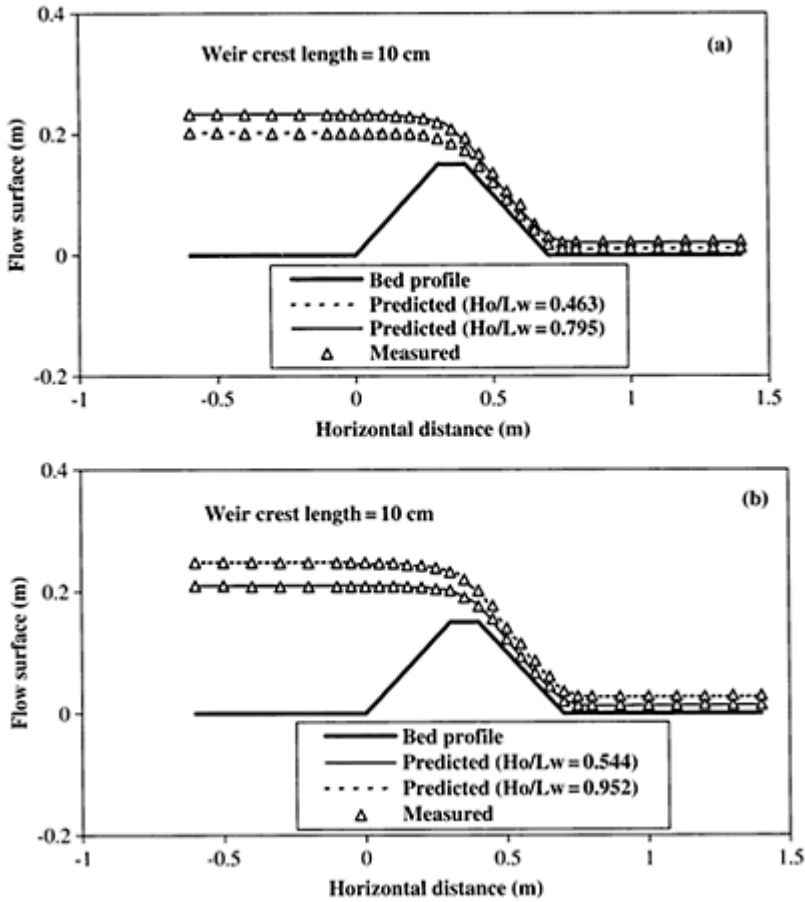 0.4
(a)
Weir crest length = 10 cm
0.2
Flow surface (m)
0
Bed profile
Predicted (Ho/Lw = 0.463)
Predicted (Ho/Lw = 0.795)
Measured
-0.2
-1 -0.5 0 0.5 1 1.5
Horizontal distance (m)
0.4
(b)
Weir crest length = 10 cm
0.2
Flow surface (m)
0
Bed profile
Predicted (Ho/Lw = 0.544)
Predicted (Ho/Lw = 0.952)
Measured
-0.2
-1 -0.5 0 0.5 1 1.5
Horizontal distance (m)